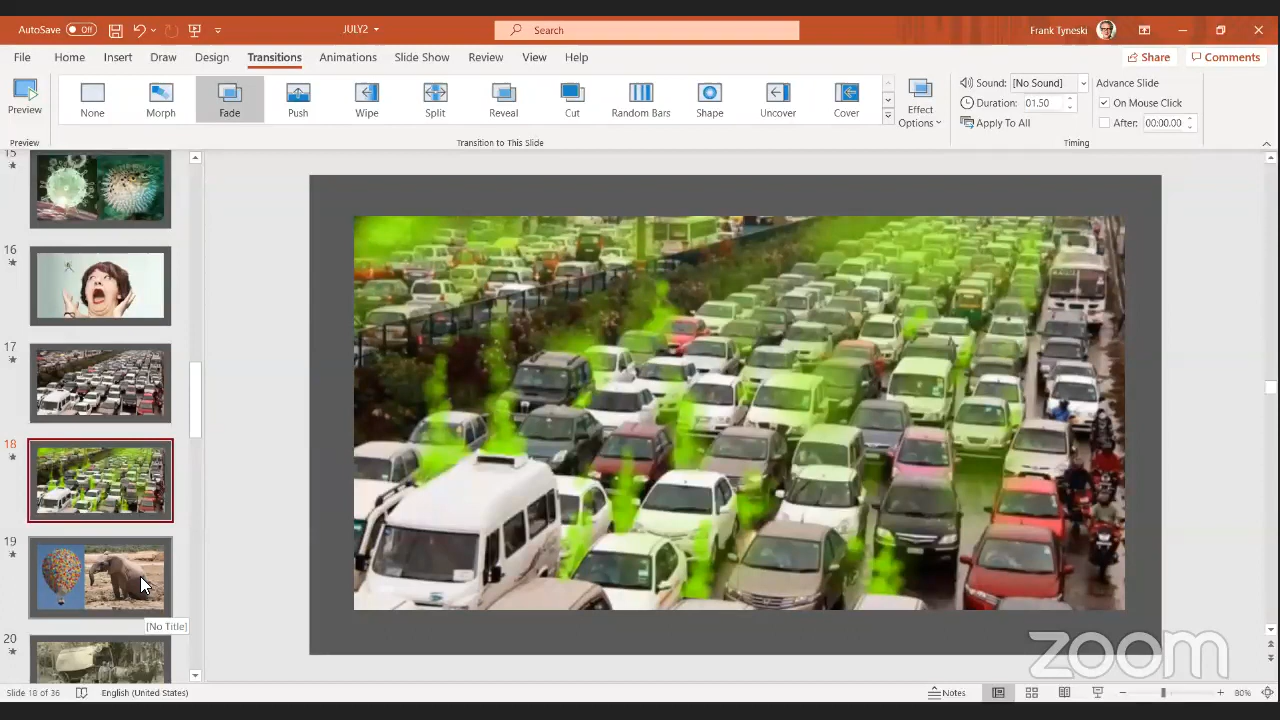 AutoSave Off JULY2 Search Frank Tyneski
File Home Insert Draw Design Transitions Animations Slide Show Review View Help Share Comments
Preview None Morph Fade Push Wipe Split Reveal Cut Random Bars Shape Uncover Cover Effect Options
Sound: [No Sound] Advance Slide
Duration: 01.50 On Mouse Click
Apply To All After: 00:00.00
Preview Transition to This Slide Timing
15
16
17
18
19
[No Title]
20
zoom
Slide 18 of 36 English (United States) Notes 80%